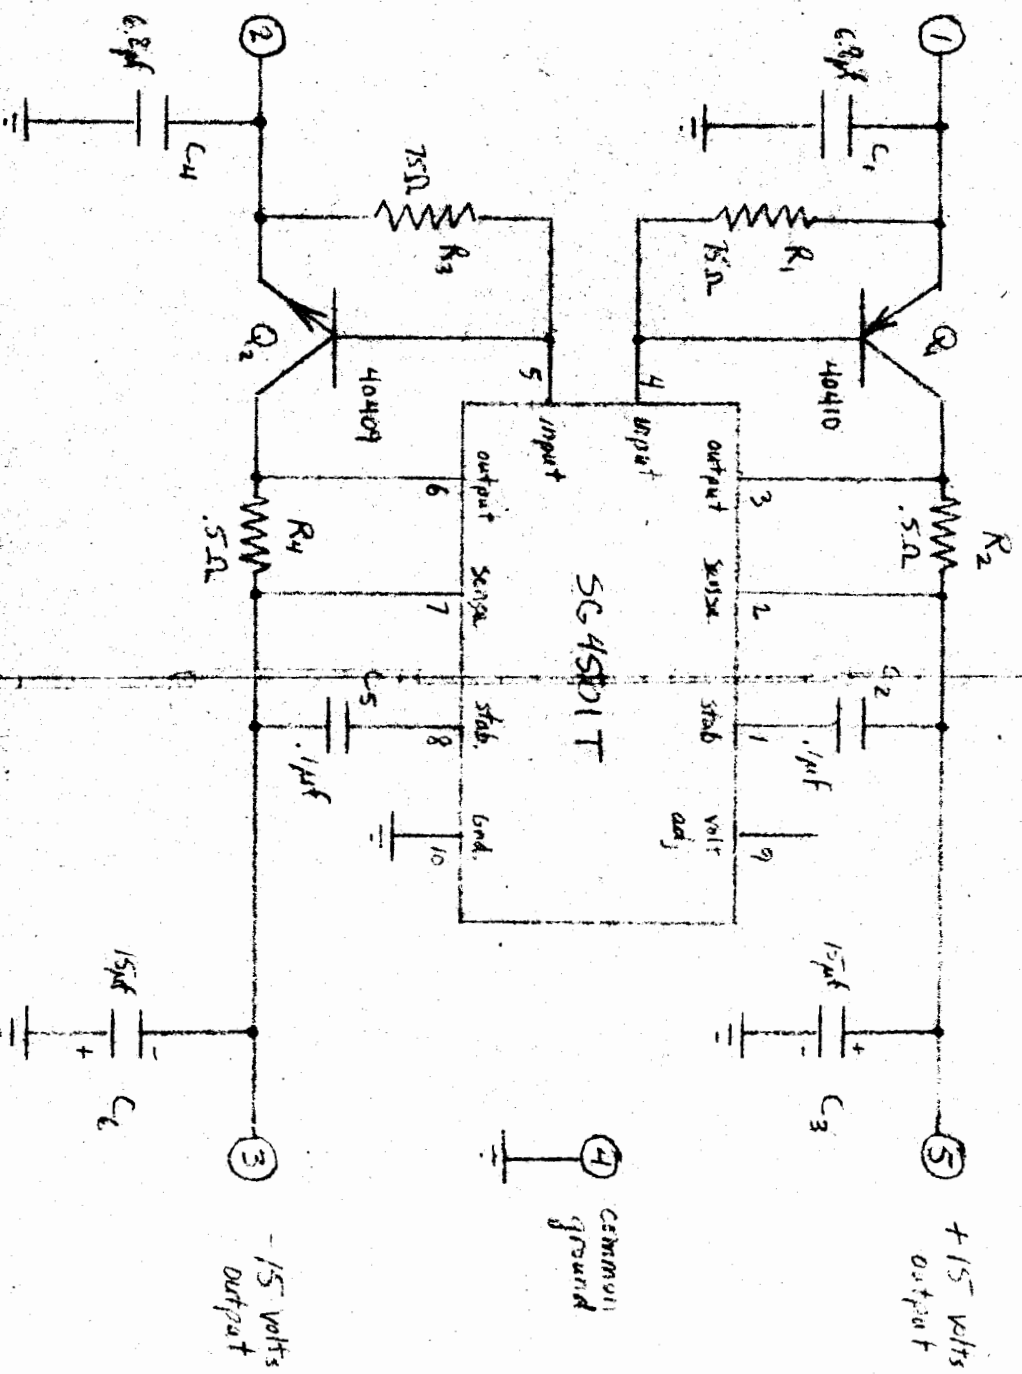 1
6.8μf
C1
R1
75Ω
Q1
40410
R2
.5Ω
C2
.1μf
15μf
+
-
C3
5
+15 volts
output
4
input
3
output
2
sense
1
stab
9
volt
adj
SG4501T
5
input
6
output
7
sense
8
stab.
10
Gnd.
4
common
ground
2
6.8μf
C4
75Ω
R3
Q2
40409
R4
.5Ω
C5
.1μf
15μf
+
-
C6
3
-15 volts
output